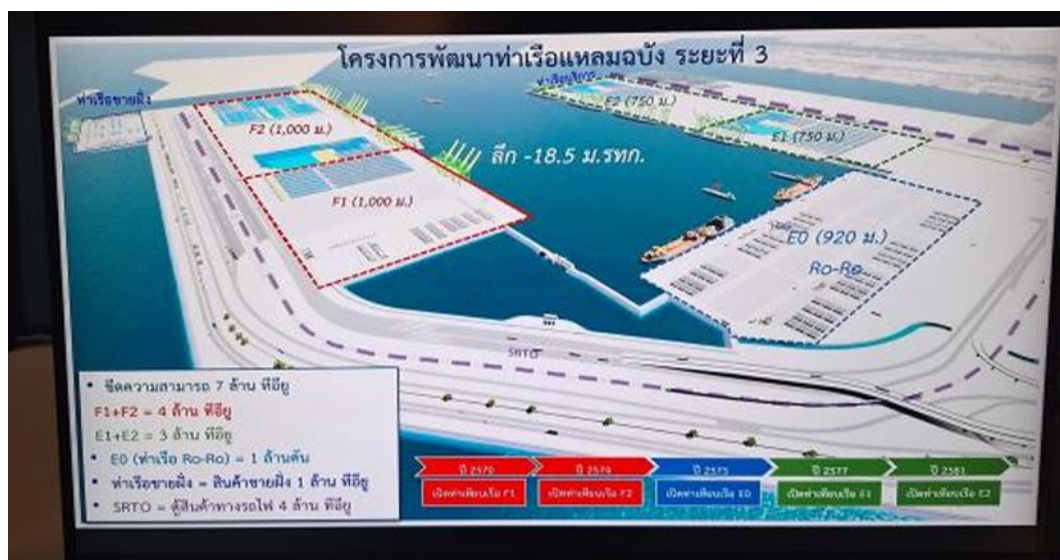 โครงการพัฒนาท่าเรือแหลมฉบัง ระยะที่ 3
ท่าเรือชายฝั่ง
ท่าเรือบริการ
F2 (1,000 ม.)
(750 ม.)
E1 (750 ม.)
ลึก -18.5 ม.รทก.
F1 (1,000 ม.)
E0 (920 ม.)
Ro-Ro
SRTO
• ขีดความสามารถ 7 ล้าน ทีอียู
F1+F2 = 4 ล้าน ทีอียู
E1+E2 = 3 ล้าน ทีอียู
• E0 (ท่าเรือ Ro-Ro) = 1 ล้านคัน
• ท่าเรือชายฝั่ง = สินค้าชายฝั่ง 1 ล้าน ทีอียู
• SRTO = ตู้สินค้าทางรถไฟ 4 ล้าน ทีอียู
ปี 2570 ปี 2574 ปี 2575 ปี 2577 ปี 2581
เปิดท่าเทียบเรือ F1 เปิดท่าเทียบเรือ F2 เปิดท่าเทียบเรือ E0 เปิดท่าเทียบเรือ E1 เปิดท่าเทียบเรือ E2